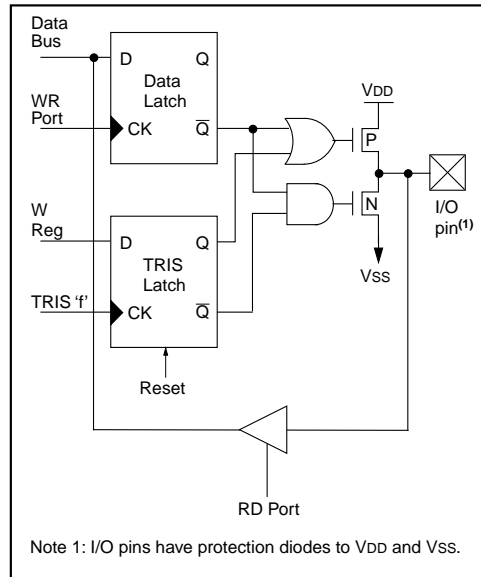 Data
Bus
D Q
Data
Latch
WR
Port
CK Q̅
VDD
P
N
I/O
pin(1)
VSS
W
Reg
D Q
TRIS
Latch
TRIS 'f'
CK Q̅
Reset
RD Port
Note 1: I/O pins have protection diodes to VDD and VSS.